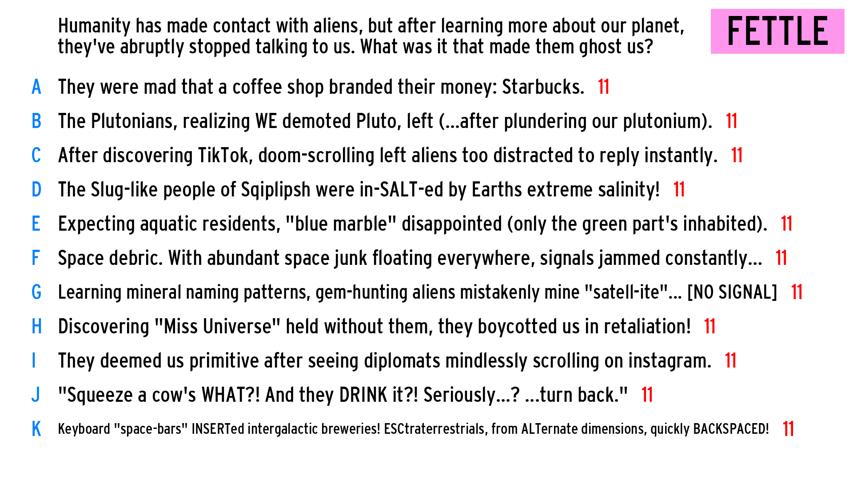 Humanity has made contact with aliens, but after learning more about our planet,
they've abruptly stopped talking to us. What was it that made them ghost us?
FETTLE
A They were mad that a coffee shop branded their money: Starbucks. 11
B The Plutonians, realizing WE demoted Pluto, left (...after plundering our plutonium). 11
C After discovering TikTok, doom-scrolling left aliens too distracted to reply instantly. 11
D The Slug-like people of Sqiplipsh were in-SALT-ed by Earths extreme salinity! 11
E Expecting aquatic residents, "blue marble" disappointed (only the green part's inhabited). 11
F Space debric. With abundant space junk floating everywhere, signals jammed constantly... 11
G Learning mineral naming patterns, gem-hunting aliens mistakenly mine "satell-ite"... [NO SIGNAL] 11
H Discovering "Miss Universe" held without them, they boycotted us in retaliation! 11
I They deemed us primitive after seeing diplomats mindlessly scrolling on instagram. 11
J "Squeeze a cow's WHAT?! And they DRINK it?! Seriously...? ...turn back." 11
K Keyboard "space-bars" INSERTed intergalactic breweries! ESCtraterrestrials, from ALTernate dimensions, quickly BACKSPACED! 11